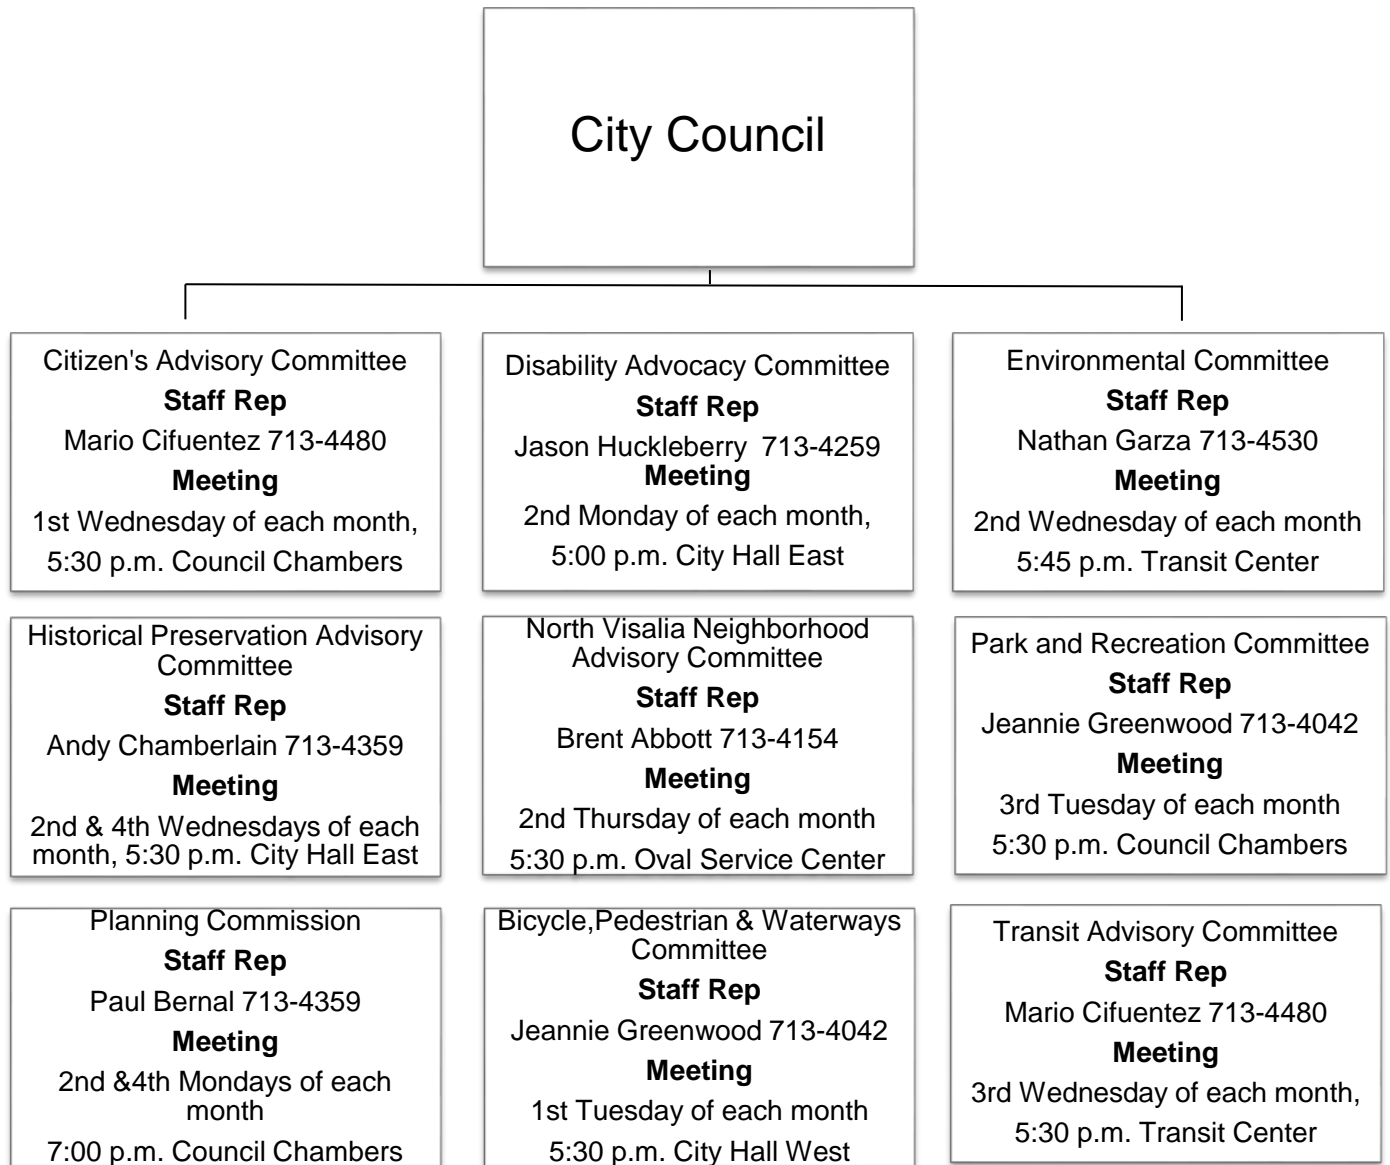 City Council
Citizen's Advisory Committee
Staff Rep
Mario Cifuentez 713-4480
Meeting
1st Wednesday of each month,
5:30 p.m. Council Chambers
Disability Advocacy Committee
Staff Rep
Jason Huckleberry  713-4259
Meeting
2nd Monday of each month,
5:00 p.m. City Hall East
Environmental Committee
Staff Rep
Nathan Garza 713-4530
Meeting
2nd Wednesday of each month
5:45 p.m. Transit Center
Historical Preservation Advisory
Committee
Staff Rep
Andy Chamberlain 713-4359
Meeting
2nd & 4th Wednesdays of each
month, 5:30 p.m. City Hall East
North Visalia Neighborhood
Advisory Committee
Staff Rep
Brent Abbott 713-4154
Meeting
2nd Thursday of each month
5:30 p.m. Oval Service Center
Park and Recreation Committee
Staff Rep
Jeannie Greenwood 713-4042
Meeting
3rd Tuesday of each month
5:30 p.m. Council Chambers
Planning Commission
Staff Rep
Paul Bernal 713-4359
Meeting
2nd &4th Mondays of each
month
7:00 p.m. Council Chambers
Bicycle,Pedestrian & Waterways
Committee
Staff Rep
Jeannie Greenwood 713-4042
Meeting
1st Tuesday of each month
5:30 p.m. City Hall West
Transit Advisory Committee
Staff Rep
Mario Cifuentez 713-4480
Meeting
3rd Wednesday of each month,
5:30 p.m. Transit Center